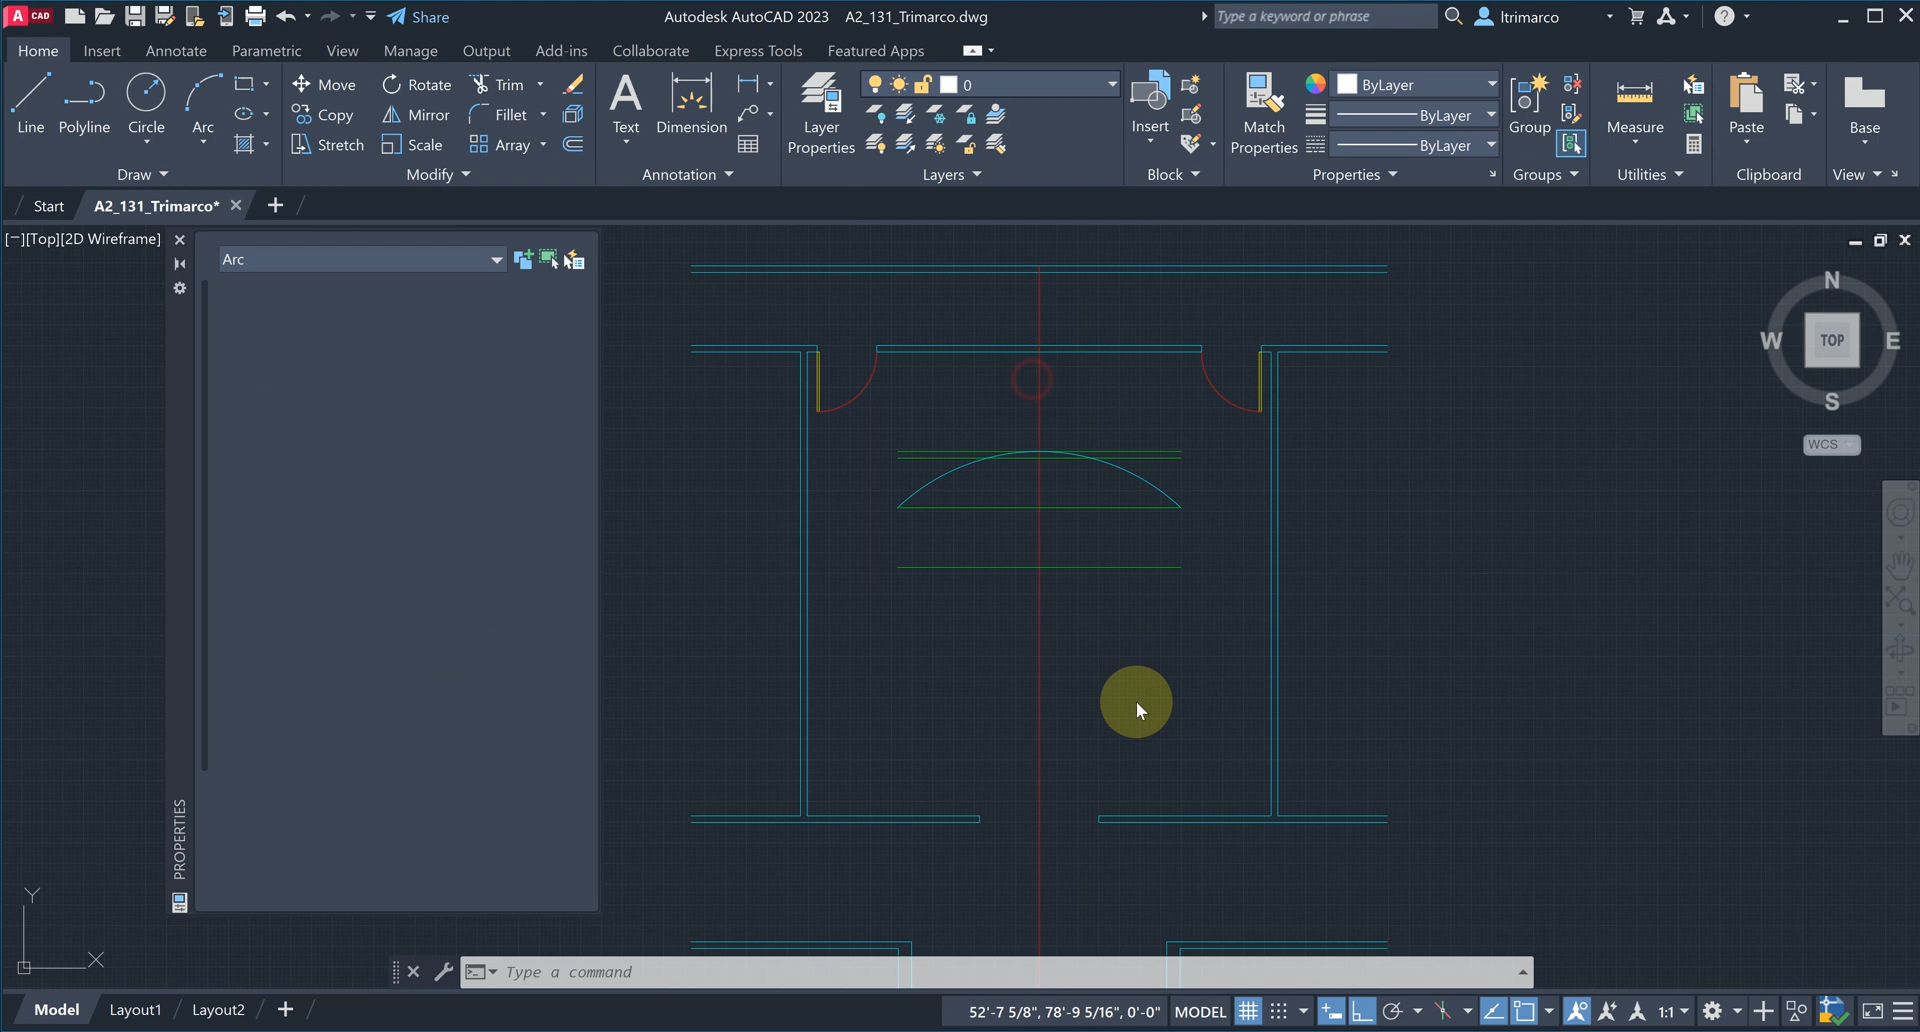 A CAD Share Autodesk AutoCAD 2023 A2_131_Trimarco.dwg Type a keyword or phrase ltrimarco
Home Insert Annotate Parametric View Manage Output Add-ins Collaborate Express Tools Featured Apps
Line Polyline Circle Arc
Move Rotate Trim
Copy Mirror Fillet
Stretch Scale Array
Text Dimension
Layer Properties
0
Insert
Match Properties
ByLayer
ByLayer
ByLayer
Group
Measure
Paste
Base
Draw Modify Annotation Layers Block Properties Groups Utilities Clipboard View
Start A2_131_Trimarco*
[−][Top][2D Wireframe]
Arc
PROPERTIES
N
W TOP E
S
WCS
Y
X
Type a command
Model Layout1 Layout2
52'-7 5/8", 78'-9 5/16", 0'-0" MODEL 1:1